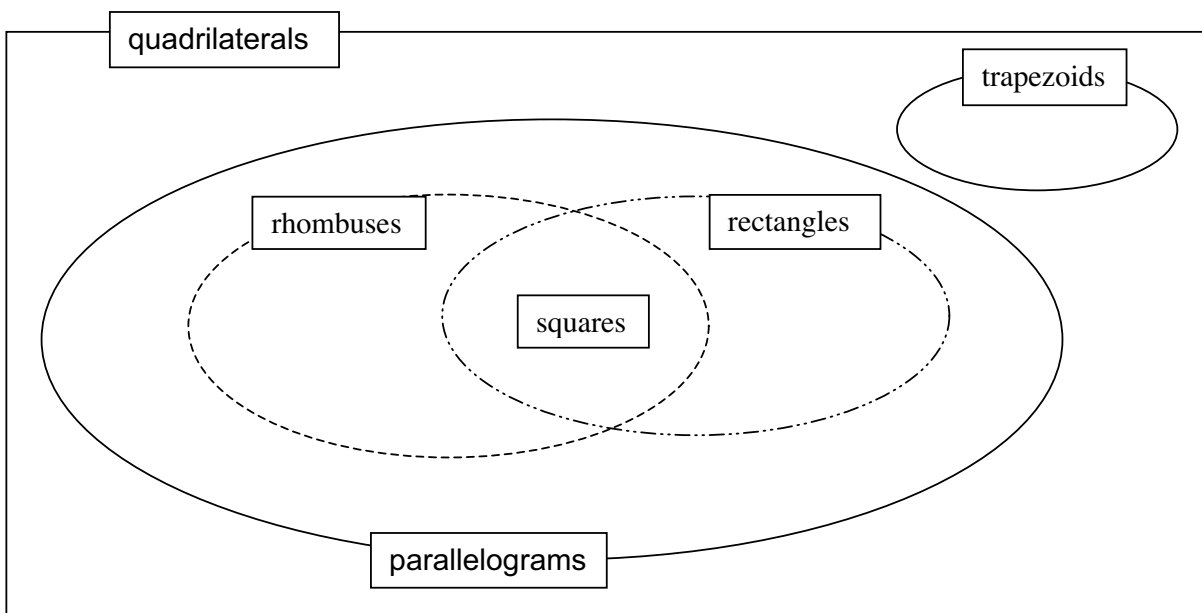 quadrilaterals
trapezoids
rhombuses
rectangles
squares
parallelograms